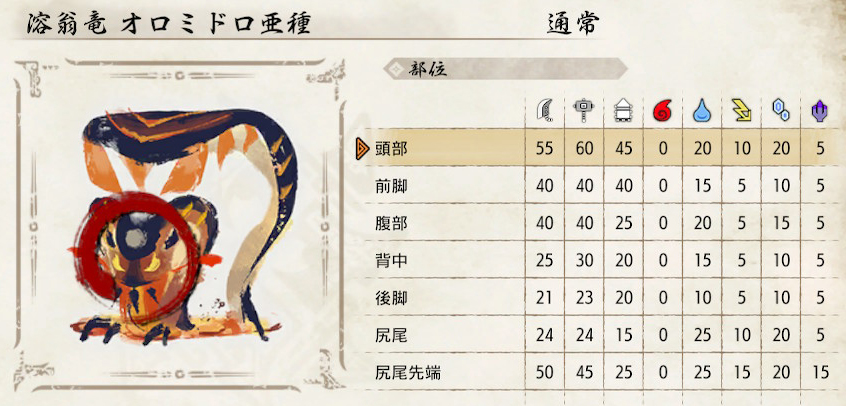 溶翁竜 オロミドロ亜種 通常
部位
頭部 55 60 45 0 20 10 20 5
前脚 40 40 40 0 15 5 10 5
腹部 40 40 25 0 20 5 15 5
背中 25 30 20 0 15 5 10 5
後脚 21 23 20 0 10 5 10 5
尻尾 24 24 15 0 25 10 20 5
尻尾先端 50 45 25 0 25 15 20 15